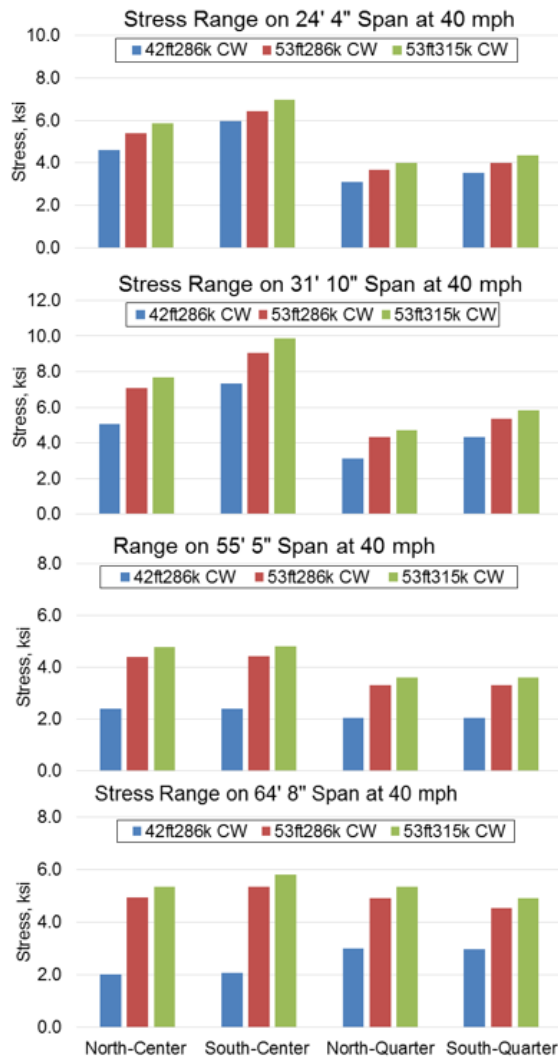 Stress Range on 24' 4" Span at 40 mph
10.0
42ft286k CW 53ft286k CW 53ft315k CW
8.0
6.0
4.0
2.0
0.0
Stress, ksi
Stress Range on 31' 10" Span at 40 mph
12.0
42ft286k CW 53ft286k CW 53ft315k CW
10.0
8.0
6.0
4.0
2.0
0.0
Stress, ksi
Range on 55' 5" Span at 40 mph
8.0
42ft286k CW 53ft286k CW 53ft315k CW
6.0
4.0
2.0
0.0
Stress, ksi
Stress Range on 64' 8" Span at 40 mph
8.0
42ft286k CW 53ft286k CW 53ft315k CW
6.0
4.0
2.0
0.0
Stress, ksi
North-Center South-Center North-Quarter South-Quarter